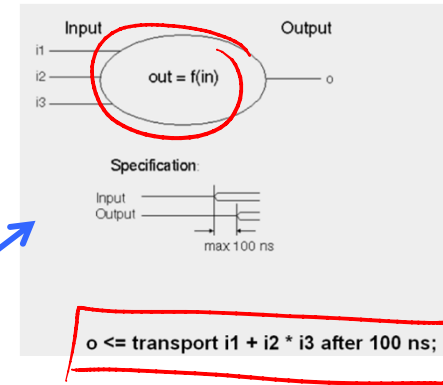 Input Output
i1
i2 out = f(in) o
i3
Specification:
Input
Output
max 100 ns
o <= transport i1 + i2 * i3 after 100 ns;